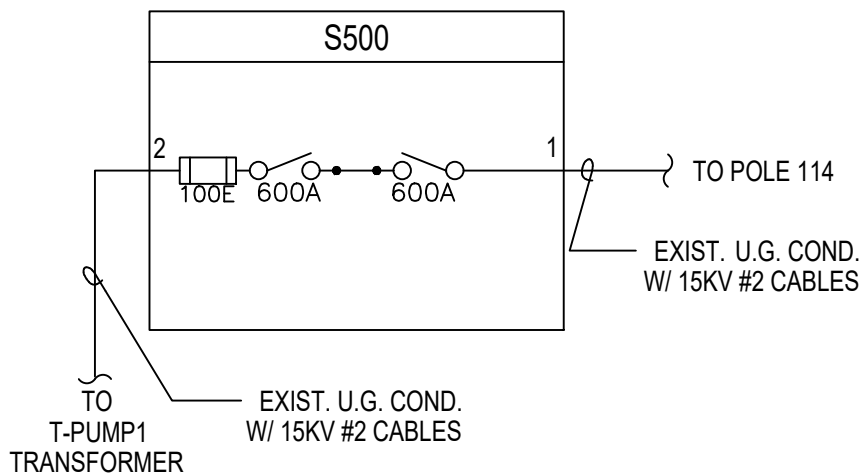 S500
2
1
100E
600A
600A
TO POLE 114
EXIST. U.G. COND.
W/ 15KV #2 CABLES
TO
T-PUMP1
TRANSFORMER
EXIST. U.G. COND.
W/ 15KV #2 CABLES